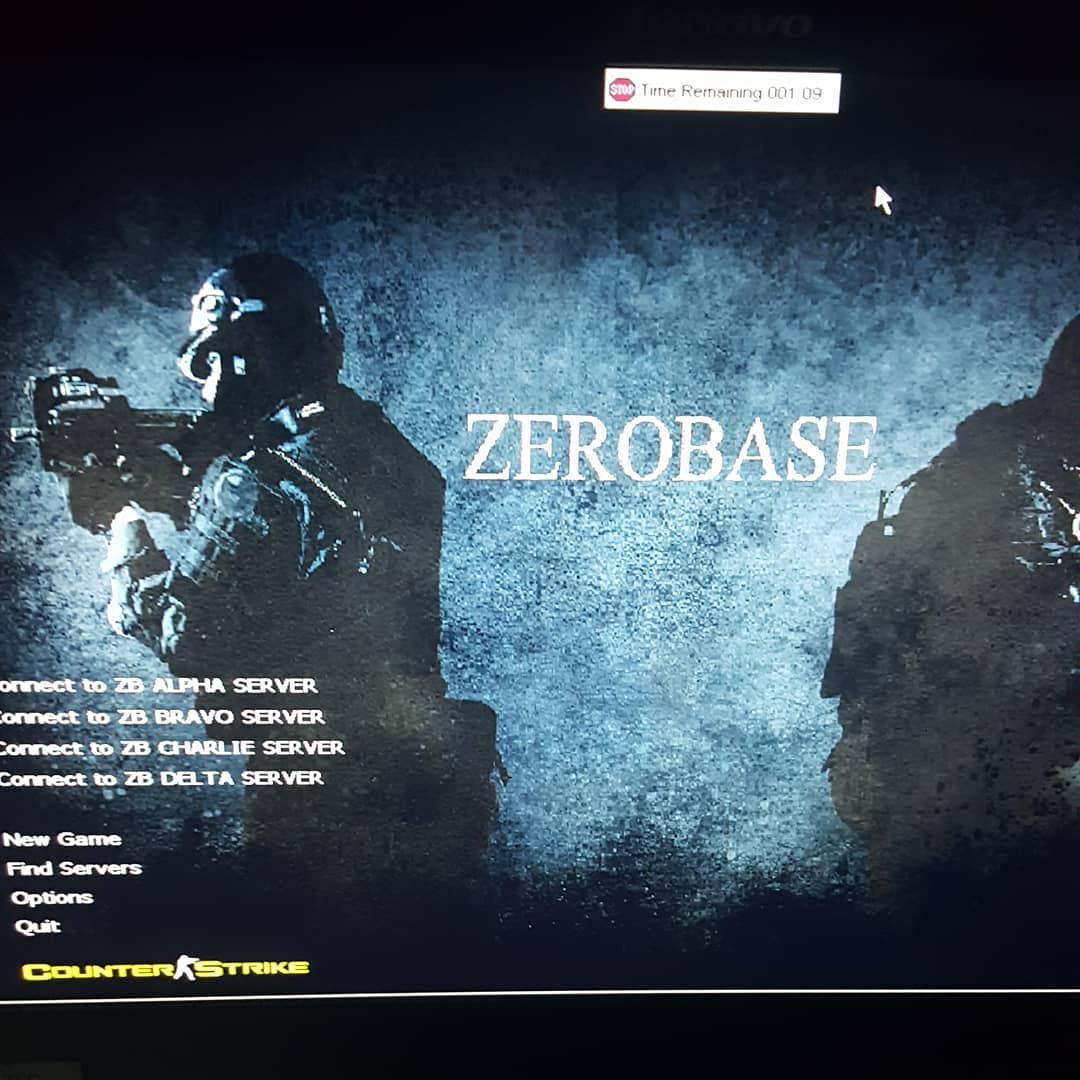 lenovo
STOP Time Remaining 001 09
ZEROBASE
onnect to ZB ALPHA SERVER
Connect to ZB BRAVO SERVER
Connect to ZB CHARLIE SERVER
Connect to ZB DELTA SERVER
New Game
Find Servers
Options
Quit
COUNTER STRIKE